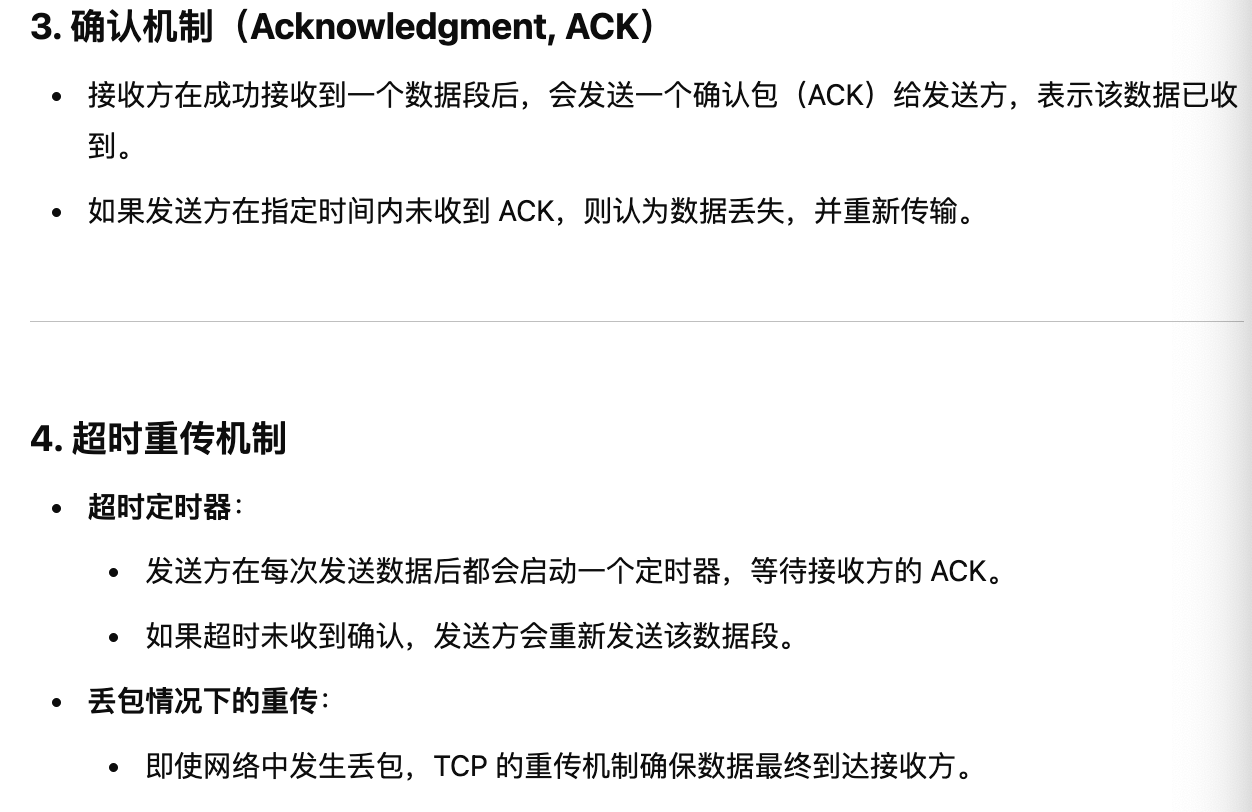 3. 确认机制（Acknowledgment, ACK）
• 接收方在成功接收到一个数据段后，会发送一个确认包（ACK）给发送方，表示该数据已收
到。
• 如果发送方在指定时间内未收到 ACK，则认为数据丢失，并重新传输。
4. 超时重传机制
• 超时定时器：
• 发送方在每次发送数据后都会启动一个定时器，等待接收方的 ACK。
• 如果超时未收到确认，发送方会重新发送该数据段。
• 丢包情况下的重传：
• 即使网络中发生丢包，TCP 的重传机制确保数据最终到达接收方。